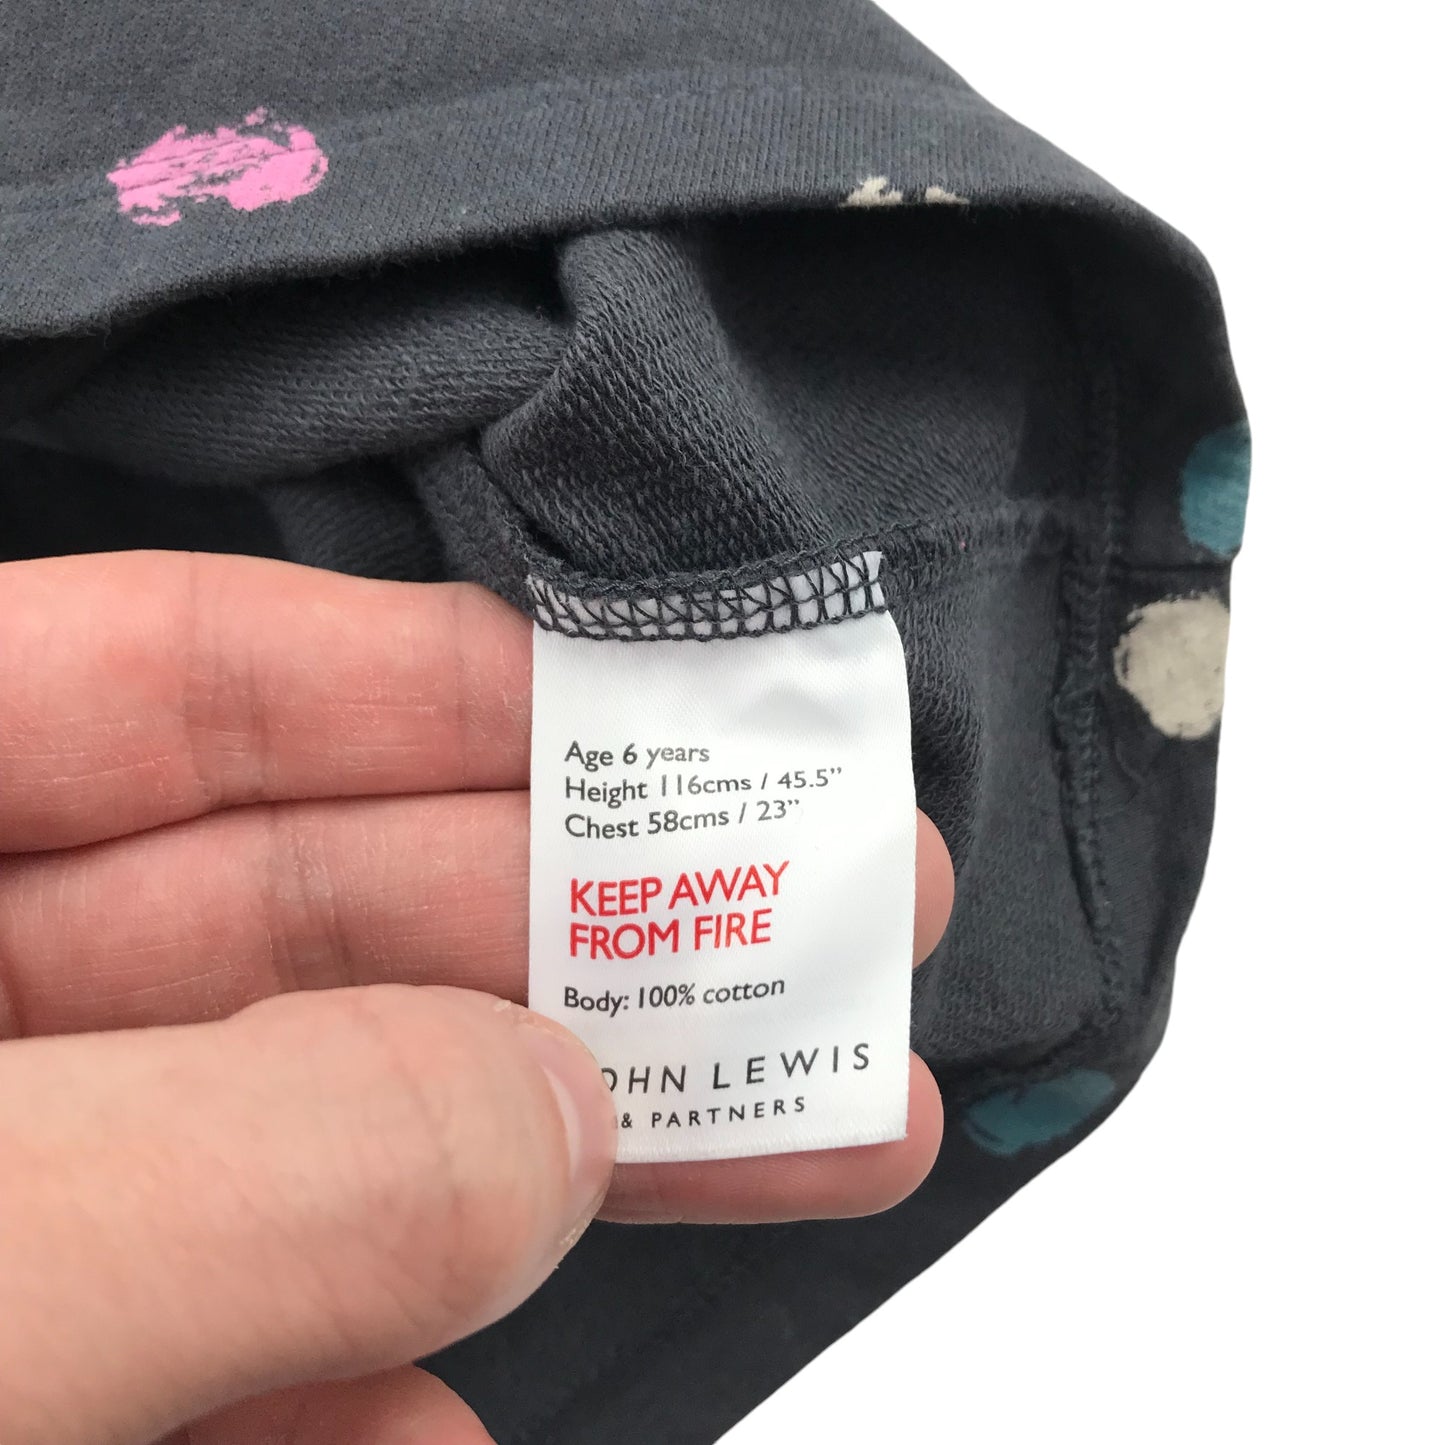 Age 6 years
Height 116cms / 45.5”
Chest 58cms / 23”
KEEP AWAY
FROM FIRE
Body: 100% cotton
OHN LEWIS
& PARTNERS